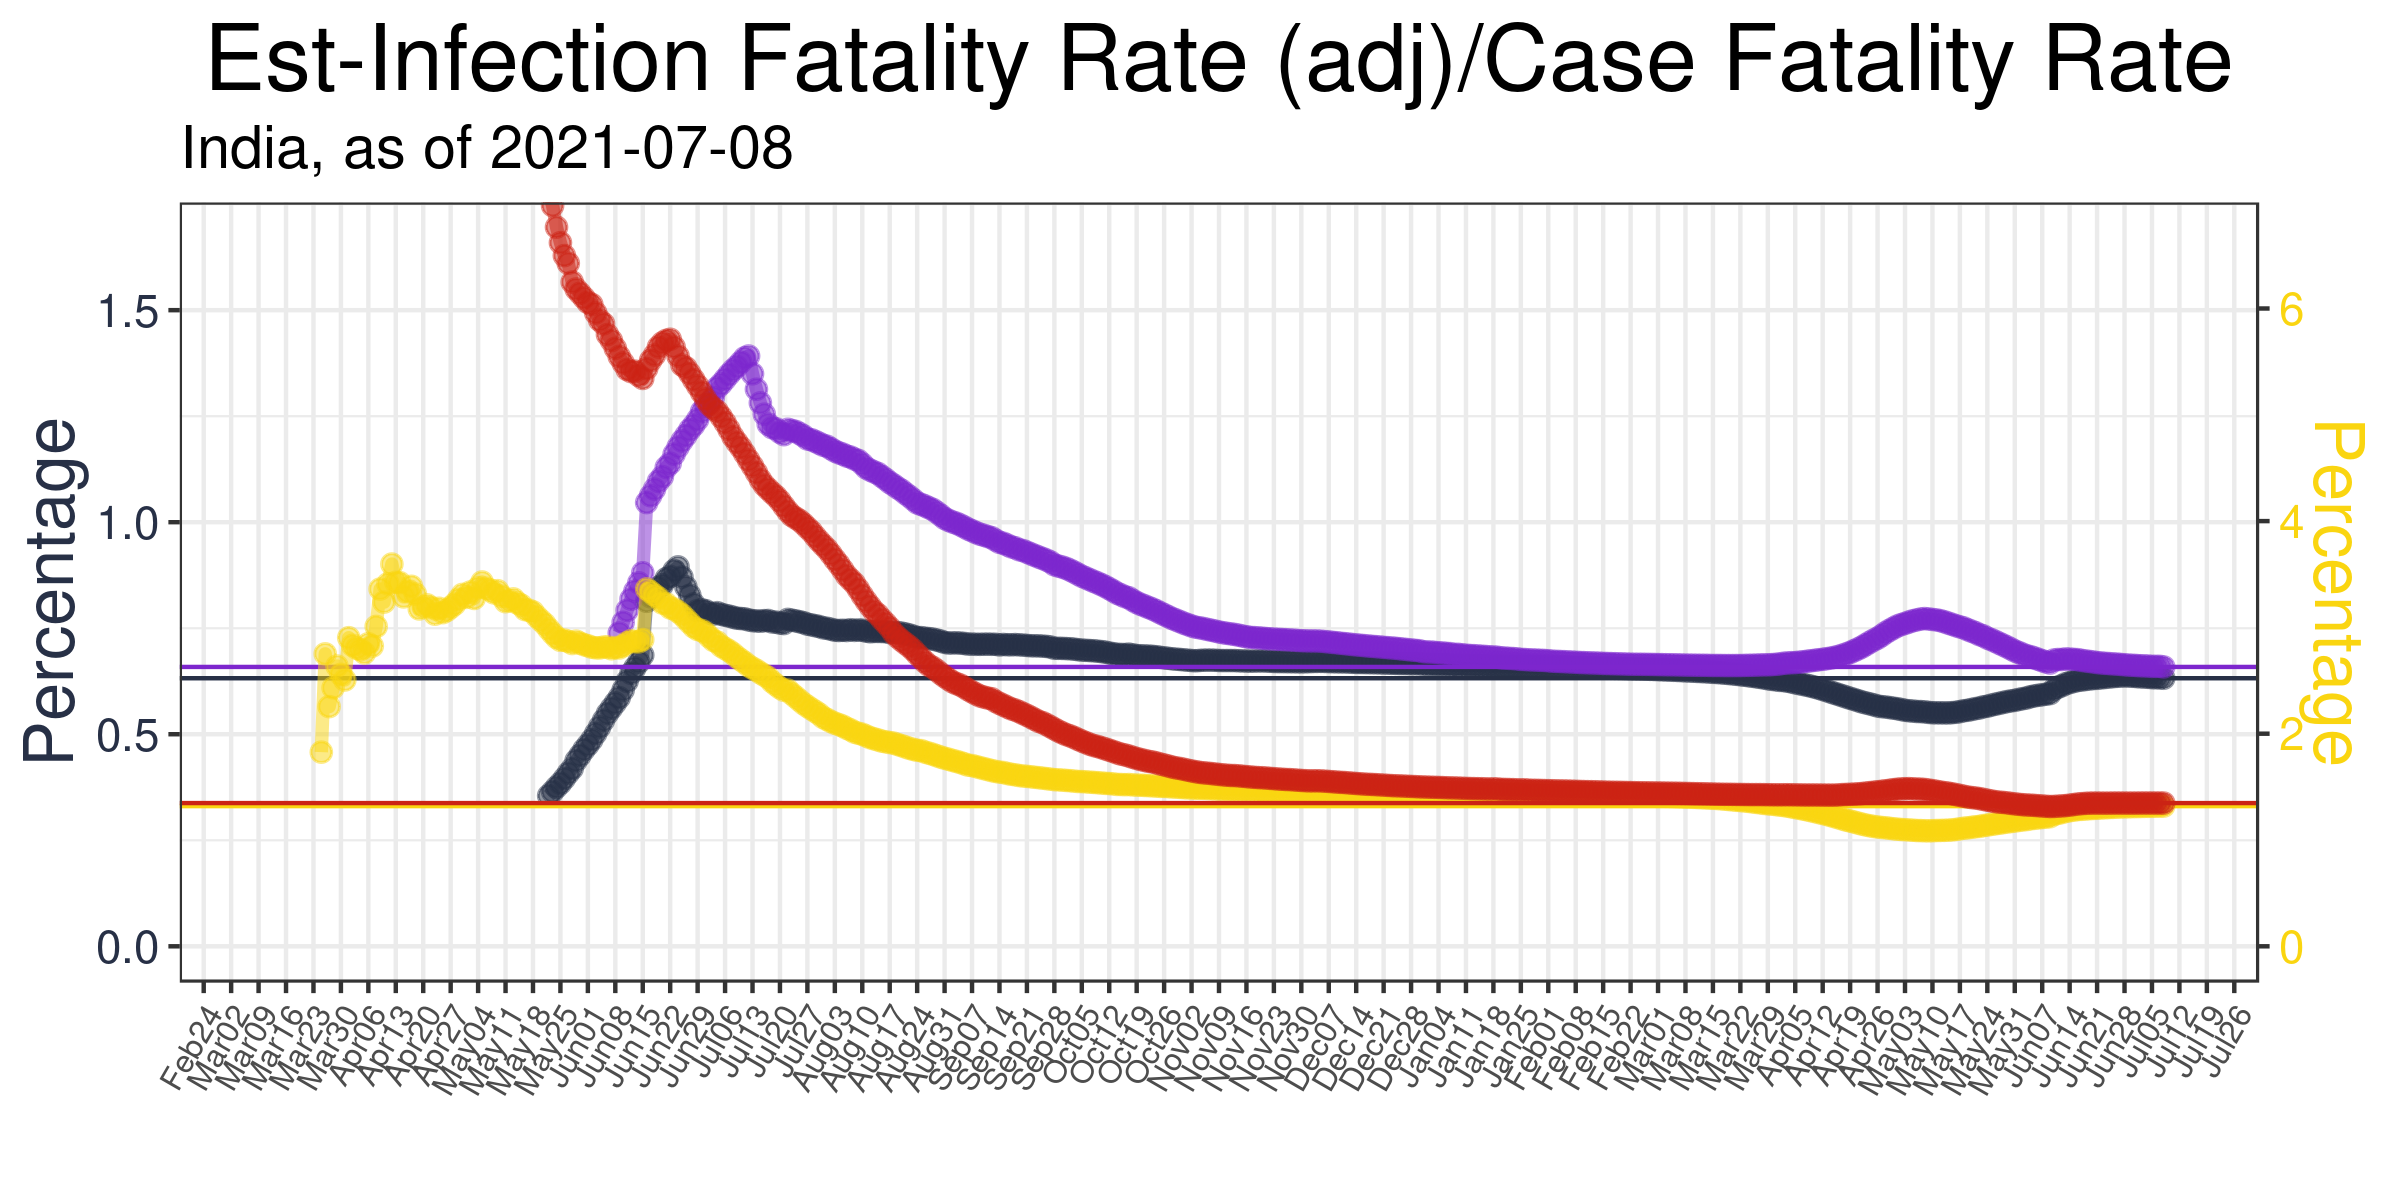 Est-Infection Fatality Rate (adj)/Case Fatality Rate
India, as of 2021-07-08
Percentage
1.5
1.0
0.5
0.0
6
4
2
0
Percentage
Feb24
Mar02
Mar09
Mar16
Mar23
Mar30
Apr06
Apr13
Apr20
Apr27
May04
May11
May18
May25
Jun01
Jun08
Jun15
Jun22
Jun29
Jul06
Jul13
Jul20
Jul27
Aug03
Aug10
Aug17
Aug24
Aug31
Sep07
Sep14
Sep21
Sep28
Oct05
Oct12
Oct19
Oct26
Nov02
Nov09
Nov16
Nov23
Nov30
Dec07
Dec14
Dec21
Dec28
Jan04
Jan11
Jan18
Jan25
Feb01
Feb08
Feb15
Feb22
Mar01
Mar08
Mar15
Mar22
Mar29
Apr05
Apr12
Apr19
Apr26
May03
May10
May17
May24
May31
Jun07
Jun14
Jun21
Jun28
Jul05
Jul12
Jul19
Jul26